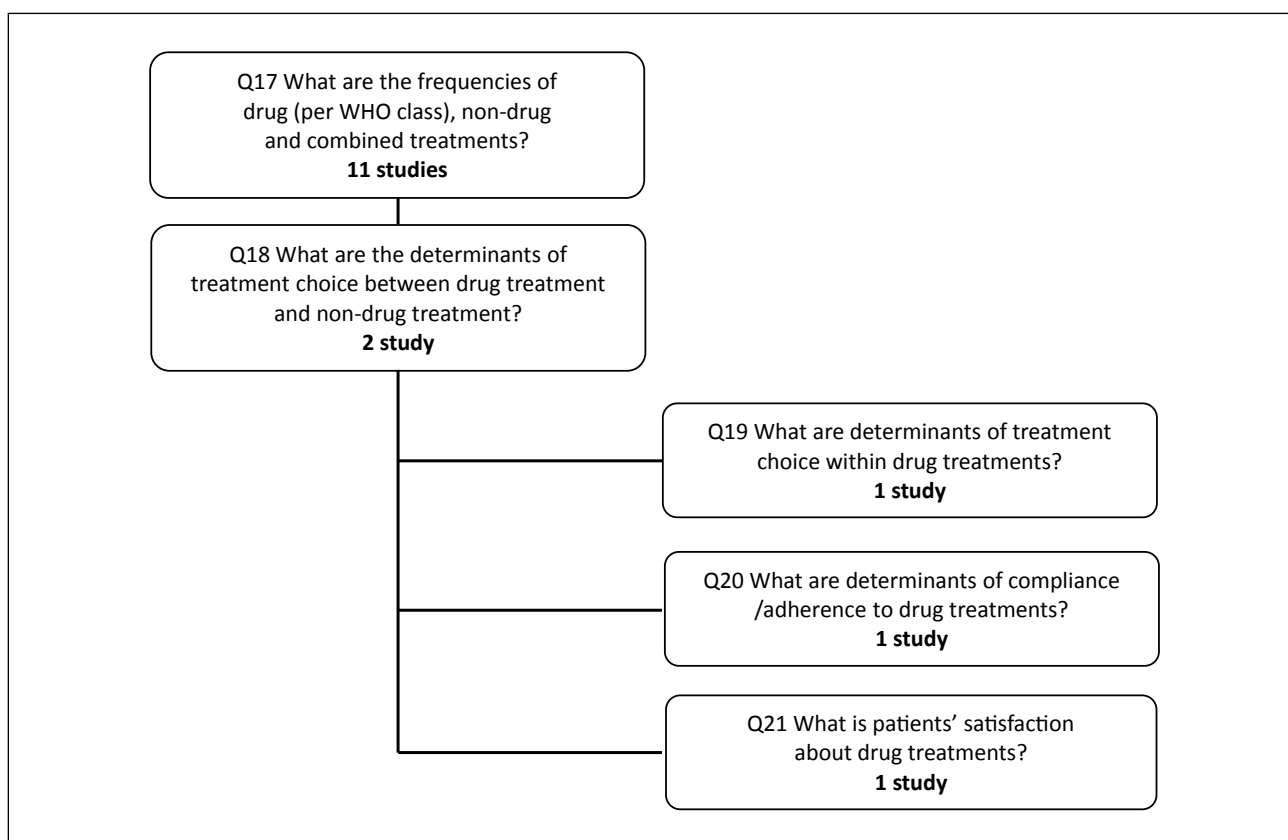 Q17 What are the frequencies of
drug (per WHO class), non-drug
and combined treatments?
11 studies
Q18 What are the determinants of
treatment choice between drug treatment
and non-drug treatment?
2 study
Q19 What are determinants of treatment
choice within drug treatments?
1 study
Q20 What are determinants of compliance
/adherence to drug treatments?
1 study
Q21 What is patients’ satisfaction
about drug treatments?
1 study